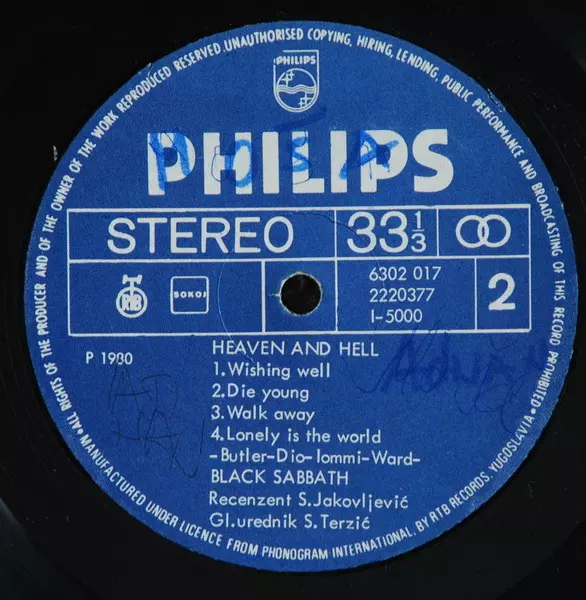 •ALL RIGHTS OF THE PRODUCER AND OF THE OWNER OF THE WORK REPRODUCED RESERVED.UNAUTHORISED COPYING, HIRING, LENDING, PUBLIC PERFORMANCE AND BROADCASTING OF THIS RECORD PROHIBITED•
PHILIPS
PHILIPS
STEREO
33 1/3
RTB
SOKOJ
6302 017
2220377
I-5000
2
P 1980
HEAVEN AND HELL
1.Wishing well
2.Die young
3.Walk away
4.Lonely is the world
-Butler-Dio-Iommi-Ward-
BLACK SABBATH
Recenzent S.Jakovljević
Gl.urednik S.Terzić
•MANUFACTURED UNDER LICENCE FROM PHONOGRAM INTERNATIONAL, BY RTB RECORDS, YUGOSLAVIA•